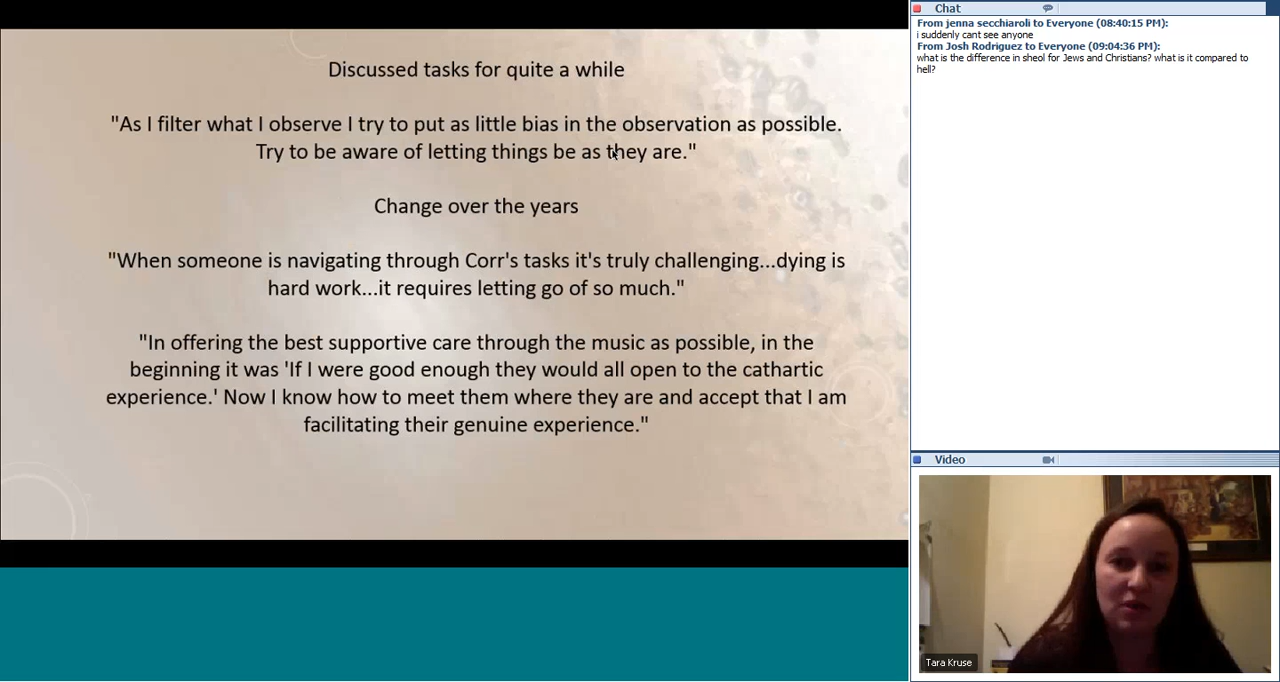 Discussed tasks for quite a while
"As I filter what I observe I try to put as little bias in the observation as possible.
Try to be aware of letting things be as they are."
Change over the years
"When someone is navigating through Corr's tasks it's truly challenging...dying is
hard work...it requires letting go of so much."
"In offering the best supportive care through the music as possible, in the
beginning it was 'If I were good enough they would all open to the cathartic
experience.' Now I know how to meet them where they are and accept that I am
facilitating their genuine experience."
Chat
From jenna secchiaroli to Everyone (08:40:15 PM):
i suddenly cant see anyone
From Josh Rodriguez to Everyone (09:04:36 PM):
what is the difference in sheol for Jews and Christians? what is it compared to
hell?
Video
Tara Kruse